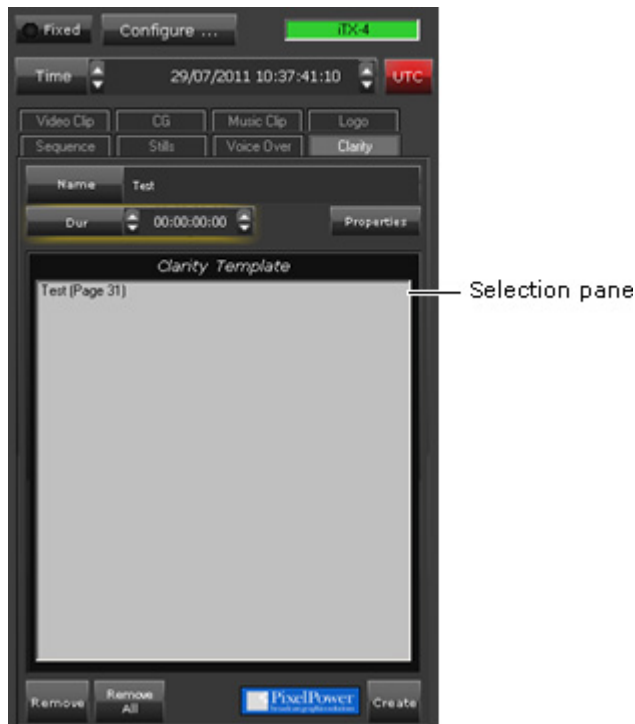 Fixed Configure ... iTX-4
Time 29/07/2011 10:37:41:10 UTC
Video Clip CG Music Clip Logo
Sequence Stills Voice Over Clarity
Name Test
Dur 00:00:00:00 Properties
Clarity Template
Test (Page 31)
Selection pane
Remove Remove All PixelPower Create